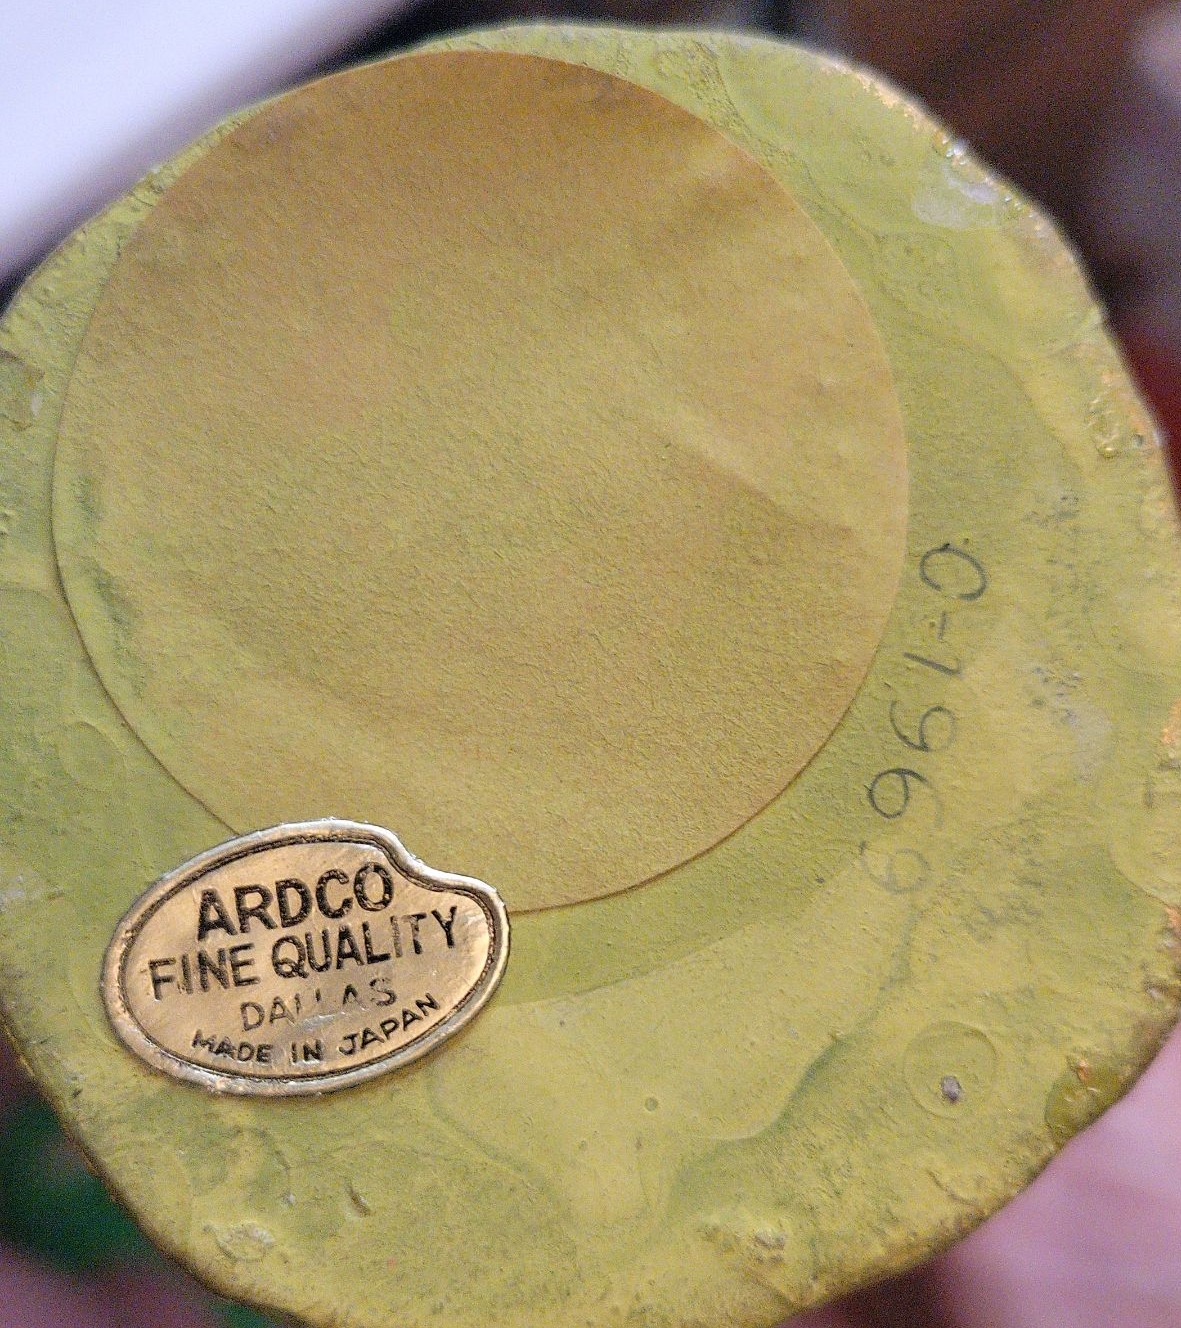 ARDCO
FINE QUALITY
DALLAS
MADE IN JAPAN
C-1969